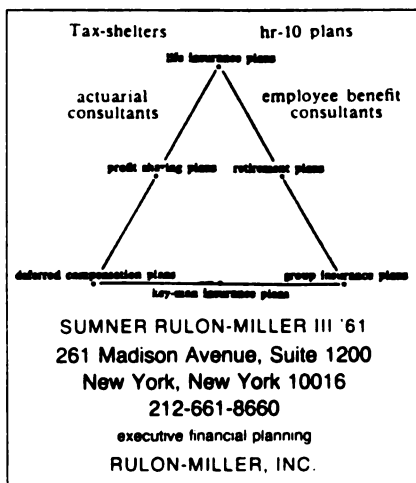 Tax-shelters hr-10 plans
life insurance plans
actuarial employee benefit
consultants consultants
profit sharing plans retirement plans
deferred compensation plans group insurance plans
key-man insurance plans
SUMNER RULON-MILLER III '61
261 Madison Avenue, Suite 1200
New York, New York 10016
212-661-8660
executive financial planning
RULON-MILLER, INC.